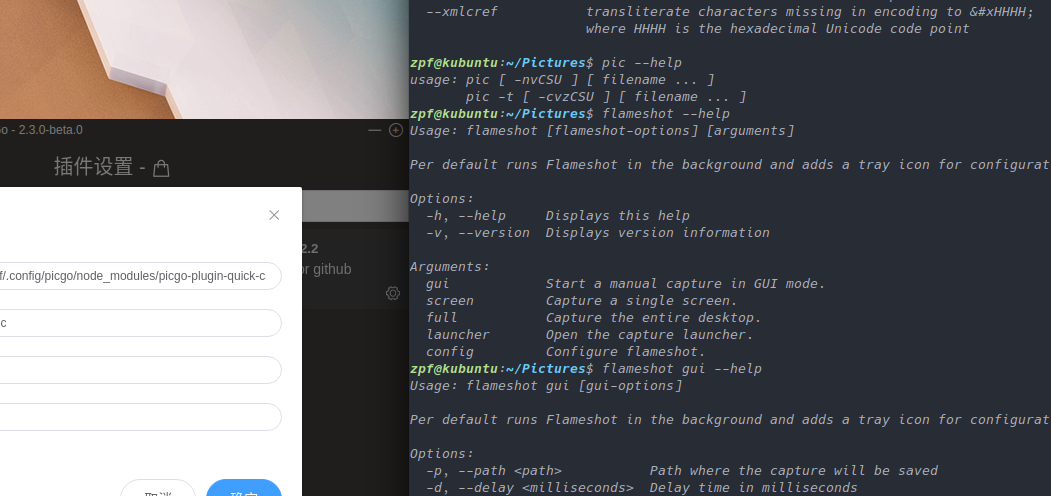 o - 2.3.0-beta.0
插件设置 -
2.2
or github
f/.config/picgo/node_modules/picgo-plugin-quick-c
c
取消
确定
--xmlcref transliterate characters missing in encoding to &#xHHHH;
where HHHH is the hexadecimal Unicode code point
zpf@kubuntu:~/Pictures$ pic --help
usage: pic [ -nvCSU ] [ filename ... ]
pic -t [ -cvzCSU ] [ filename ... ]
zpf@kubuntu:~/Pictures$ flameshot --help
Usage: flameshot [flameshot-options] [arguments]
Per default runs Flameshot in the background and adds a tray icon for configurat
Options:
-h, --help Displays this help
-v, --version Displays version information
Arguments:
gui Start a manual capture in GUI mode.
screen Capture a single screen.
full Capture the entire desktop.
launcher Open the capture launcher.
config Configure flameshot.
zpf@kubuntu:~/Pictures$ flameshot gui --help
Usage: flameshot gui [gui-options]
Per default runs Flameshot in the background and adds a tray icon for configurat
Options:
-p, --path <path> Path where the capture will be saved
-d, --delay <milliseconds> Delay time in milliseconds